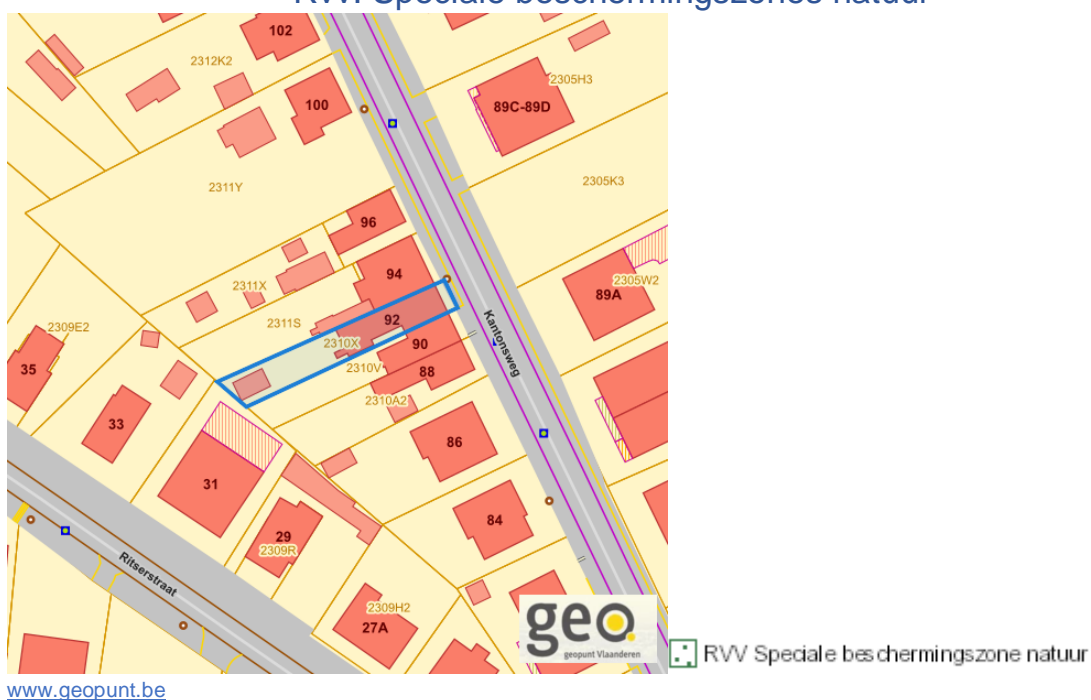 RVV: Speciale beschermingszones natuur
102
2312K2
2305H3
100
89C-89D
2311Y
2305K3
96
94
2311X
2305W2
89A
2311S
92
Kantonsweg
2309E2
2310X
90
35
2310V
88
2310A2
33
86
31
84
29
2309R
Ritserstraat
2309H2
27A
geo
geopunt Vlaanderen
RVV Speciale beschermingszone natuur
www.geopunt.be